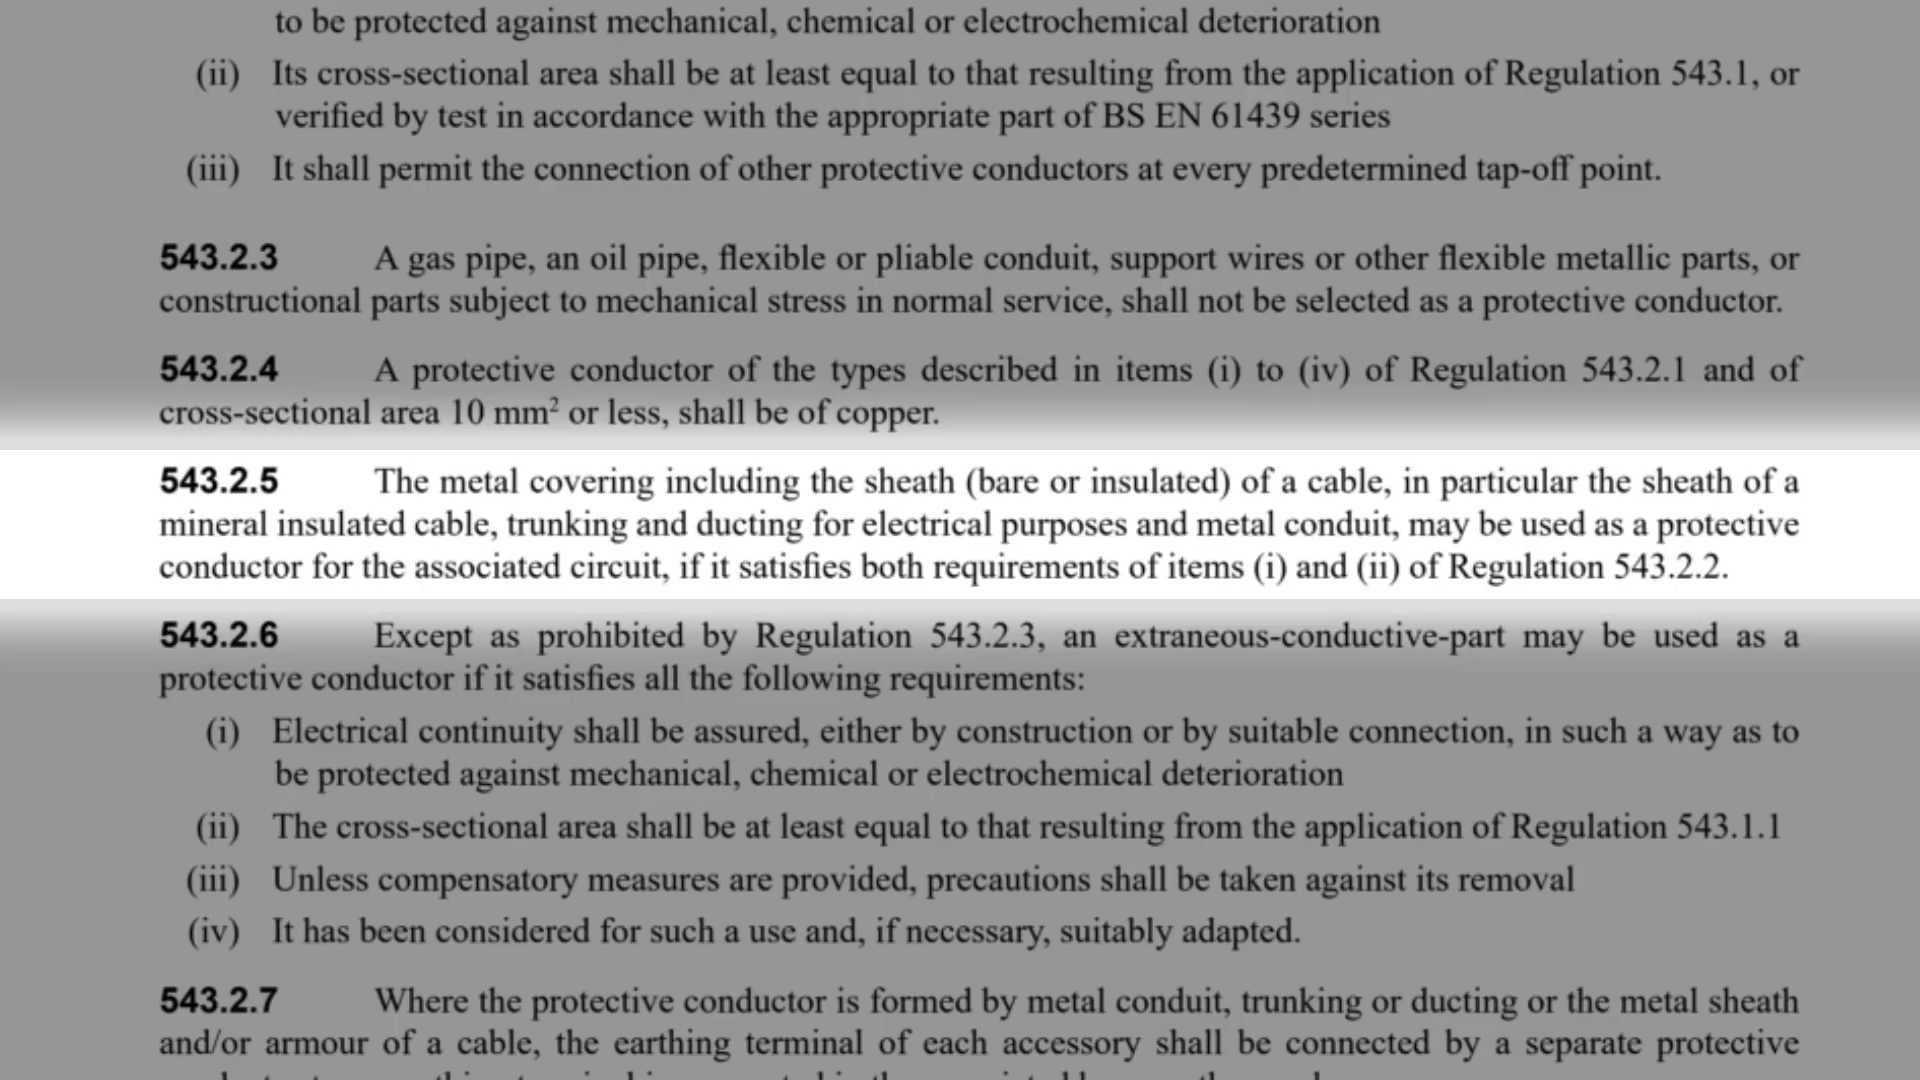 to be protected against mechanical, chemical or electrochemical deterioration
(ii) Its cross-sectional area shall be at least equal to that resulting from the application of Regulation 543.1, or
verified by test in accordance with the appropriate part of BS EN 61439 series
(iii) It shall permit the connection of other protective conductors at every predetermined tap-off point.
543.2.3 A gas pipe, an oil pipe, flexible or pliable conduit, support wires or other flexible metallic parts, or
constructional parts subject to mechanical stress in normal service, shall not be selected as a protective conductor.
543.2.4 A protective conductor of the types described in items (i) to (iv) of Regulation 543.2.1 and of
cross-sectional area 10 mm² or less, shall be of copper.
543.2.5 The metal covering including the sheath (bare or insulated) of a cable, in particular the sheath of a
mineral insulated cable, trunking and ducting for electrical purposes and metal conduit, may be used as a protective
conductor for the associated circuit, if it satisfies both requirements of items (i) and (ii) of Regulation 543.2.2.
543.2.6 Except as prohibited by Regulation 543.2.3, an extraneous-conductive-part may be used as a
protective conductor if it satisfies all the following requirements:
(i) Electrical continuity shall be assured, either by construction or by suitable connection, in such a way as to
be protected against mechanical, chemical or electrochemical deterioration
(ii) The cross-sectional area shall be at least equal to that resulting from the application of Regulation 543.1.1
(iii) Unless compensatory measures are provided, precautions shall be taken against its removal
(iv) It has been considered for such a use and, if necessary, suitably adapted.
543.2.7 Where the protective conductor is formed by metal conduit, trunking or ducting or the metal sheath
and/or armour of a cable, the earthing terminal of each accessory shall be connected by a separate protective